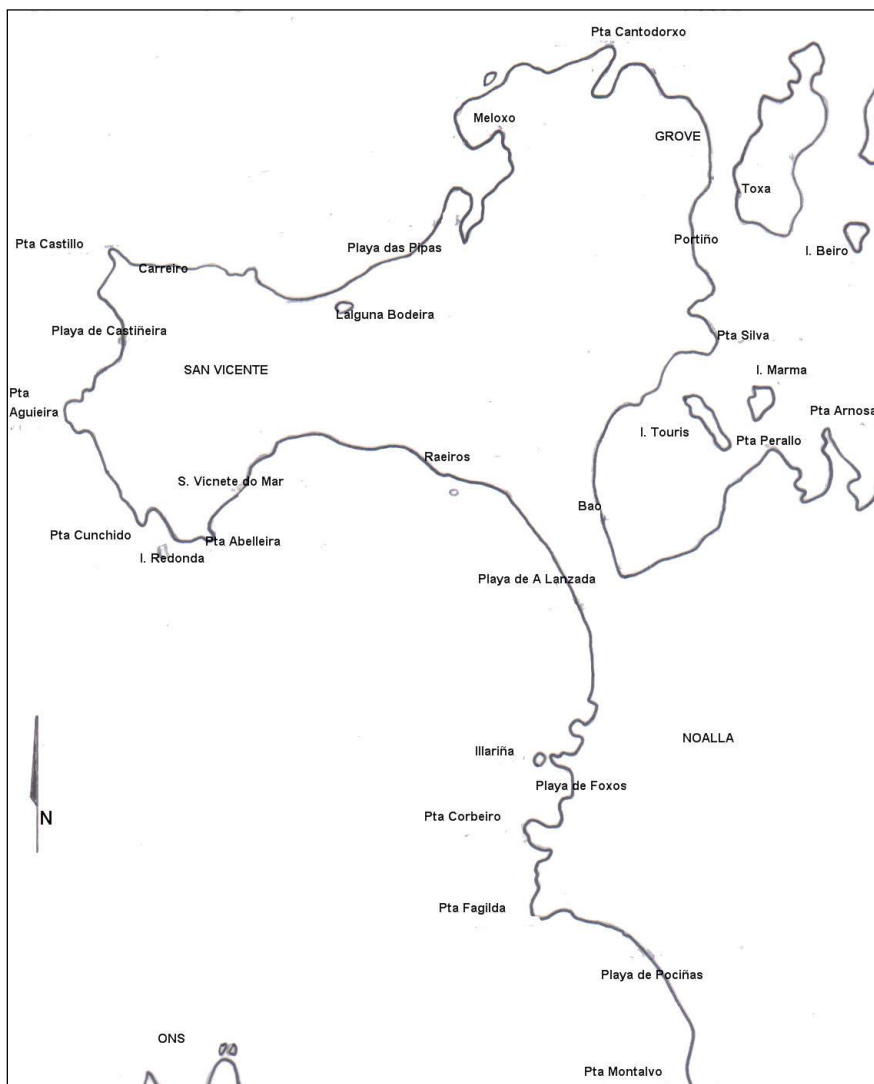 Pta Cantodorxo
Meloxo
GROVE
Toxa
Pta Castillo
Carreiro
Playa das Pipas
Portiño
I. Beiro
Lalguna Bodeira
Playa de Castiñeira
Pta Silva
SAN VICENTE
I. Marma
Pta
Aguieira
Pta Arnosa
I. Touris
Pta Perallo
Raeiros
S. Vicnete do Mar
Bao
Pta Cunchido
Pta Abelleira
I. Redonda
Playa de A Lanzada
NOALLA
Illariña
Playa de Foxos
Pta Corbeiro
N
Pta Fagilda
Playa de Pociñas
ONS
Pta Montalvo